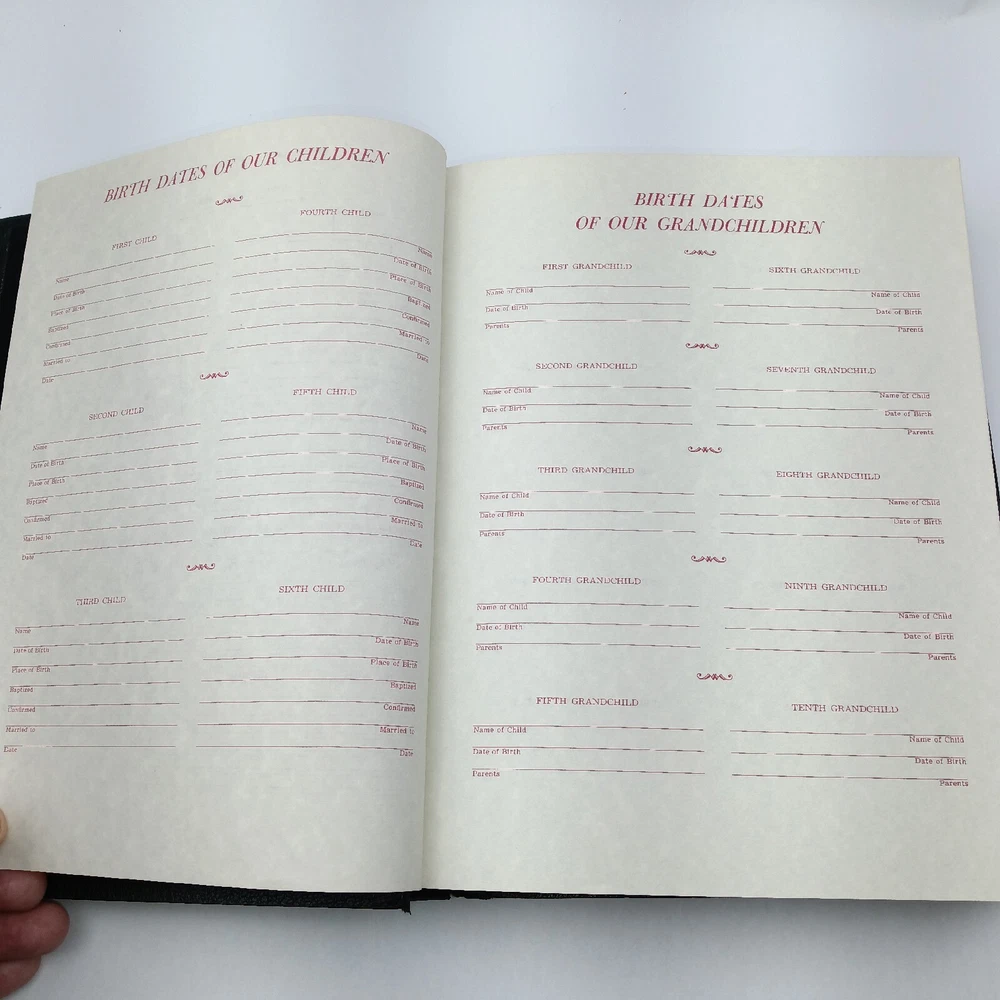 BIRTH DATES OF OUR CHILDREN
FIRST CHILD
Name
Date of Birth
Place of Birth
Baptized
Confirmed
Married to
Date
SECOND CHILD
Name
Date of Birth
Place of Birth
Baptized
Confirmed
Married to
Date
THIRD CHILD
Name
Date of Birth
Place of Birth
Baptized
Confirmed
Married to
Date
FOURTH CHILD
Name
Date of Birth
Place of Birth
Baptized
Confirmed
Married to
Date
FIFTH CHILD
Name
Date of Birth
Place of Birth
Baptized
Confirmed
Married to
Date
SIXTH CHILD
Name
Date of Birth
Place of Birth
Baptized
Confirmed
Married to
Date
BIRTH DATES
OF OUR GRANDCHILDREN
FIRST GRANDCHILD
Name of Child
Date of Birth
Parents
SECOND GRANDCHILD
Name of Child
Date of Birth
Parents
THIRD GRANDCHILD
Name of Child
Date of Birth
Parents
FOURTH GRANDCHILD
Name of Child
Date of Birth
Parents
FIFTH GRANDCHILD
Name of Child
Date of Birth
Parents
SIXTH GRANDCHILD
Name of Child
Date of Birth
Parents
SEVENTH GRANDCHILD
Name of Child
Date of Birth
Parents
EIGHTH GRANDCHILD
Name of Child
Date of Birth
Parents
NINTH GRANDCHILD
Name of Child
Date of Birth
Parents
TENTH GRANDCHILD
Name of Child
Date of Birth
Parents